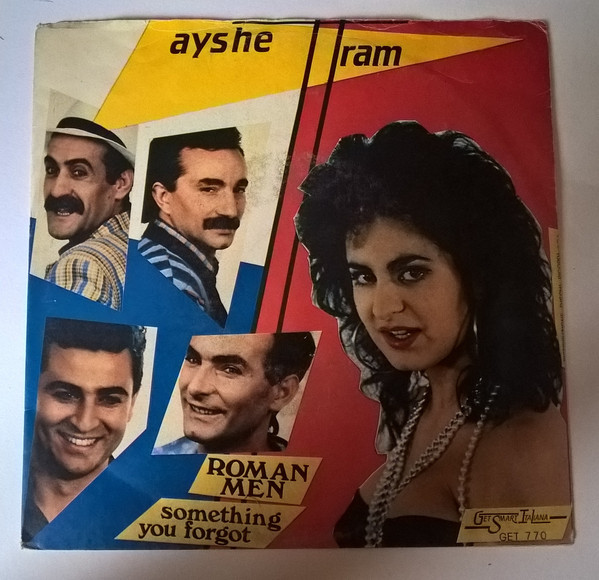 ayshe ram
ROMAN
MEN
something
you forgot
GET SMART ITALIANA
GET 770